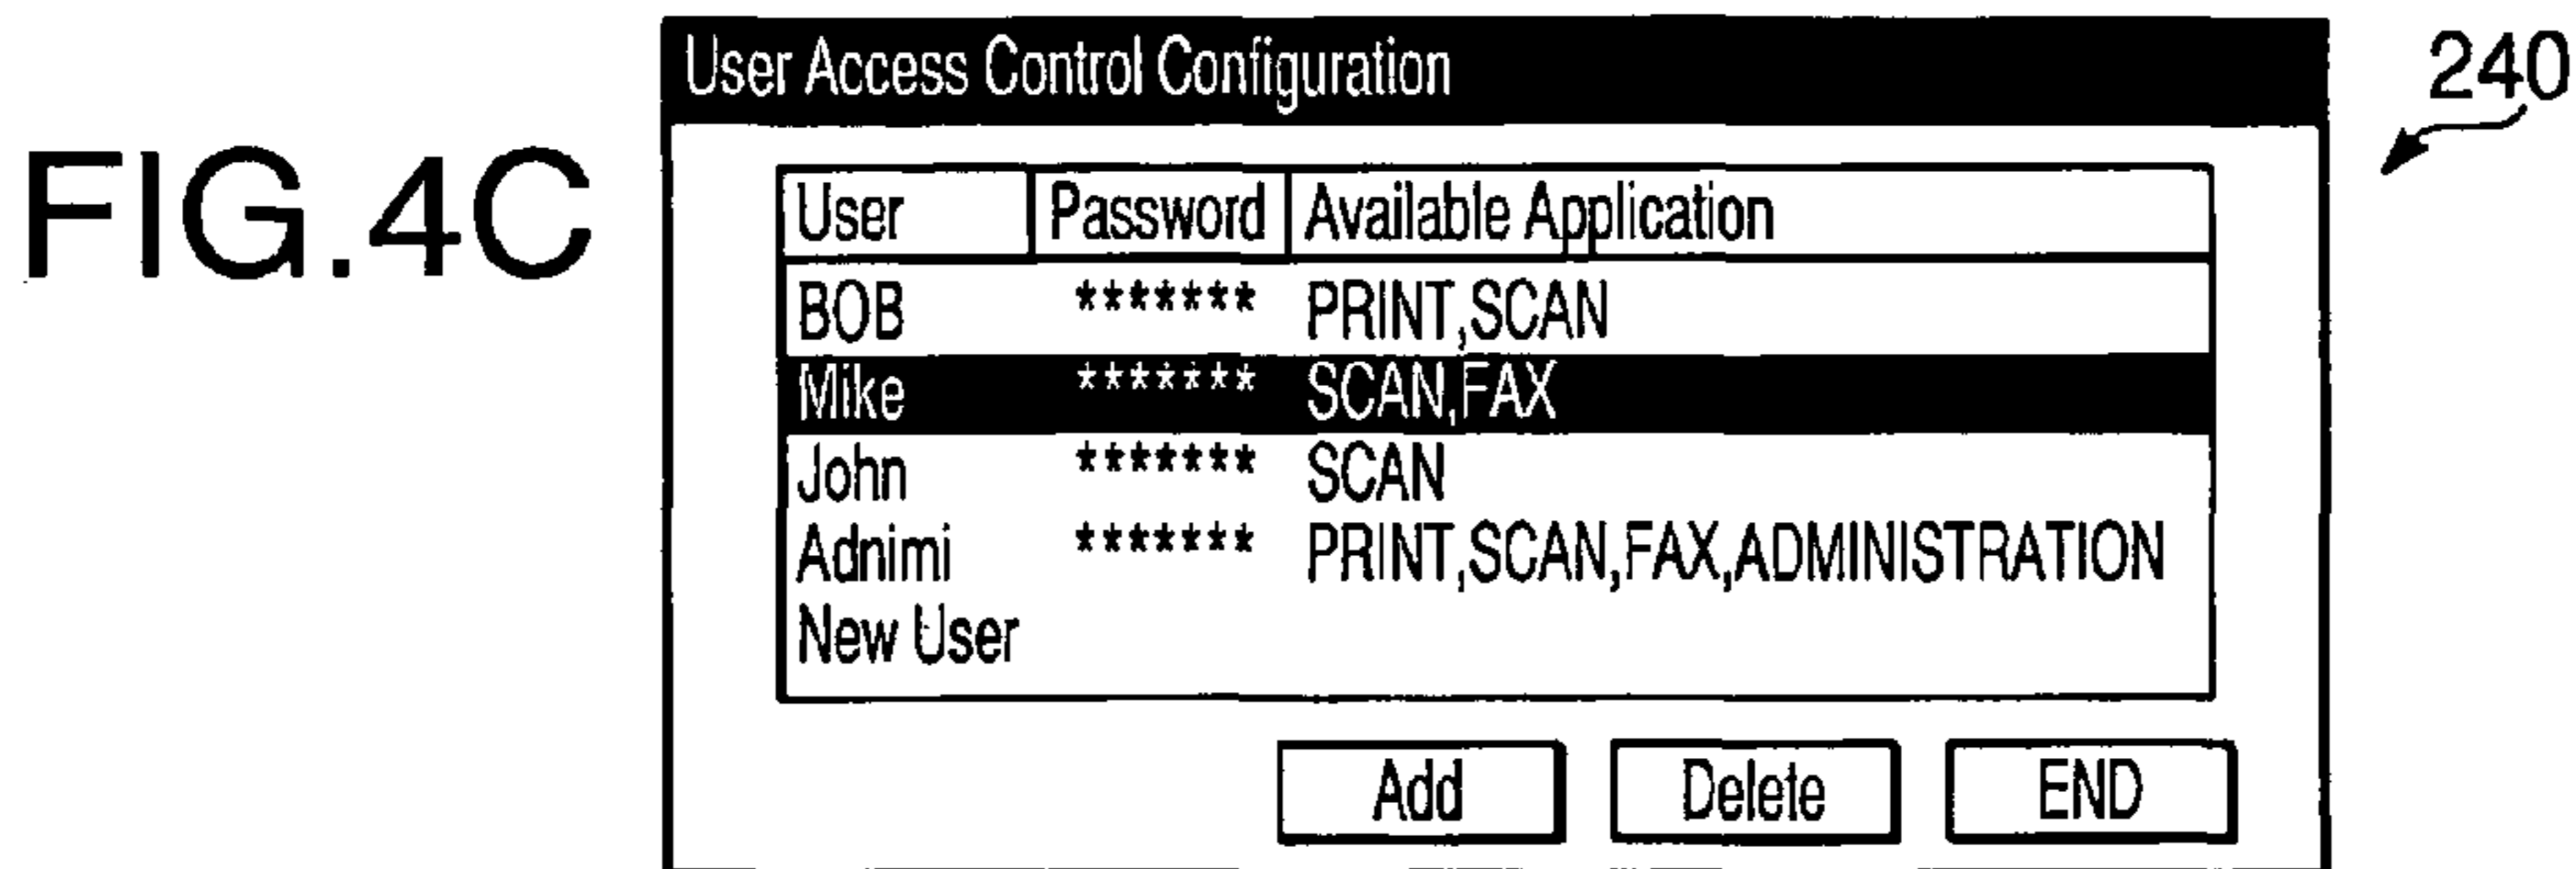 FIG.4C
User Access Control Configuration
240
User Password Available Application
BOB ******* PRINT,SCAN
Mike ******* SCAN,FAX
John ******* SCAN
Adnimi ******* PRINT,SCAN,FAX,ADMINISTRATION
New User
Add Delete END